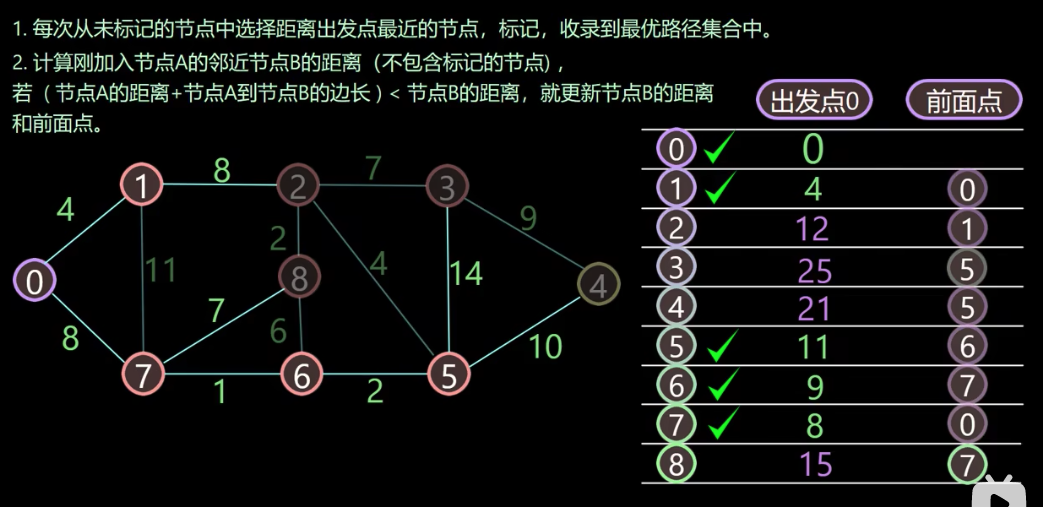 1. 每次从未标记的节点中选择距离出发点最近的节点，标记，收录到最优路径集合中。
2. 计算刚加入节点A的邻近节点B的距离（不包含标记的节点），
若（节点A的距离+节点A到节点B的边长）< 节点B的距离，就更新节点B的距离
和前面点。
出发点0 前面点
0 0
1 4 0
2 12 1
3 25 5
4 21 5
5 11 6
6 9 7
7 8 0
8 15 7
8 7
1 2 3
4 9
11 2 4 14
0 8 4
7
8 6 10
7 6 5
1 2